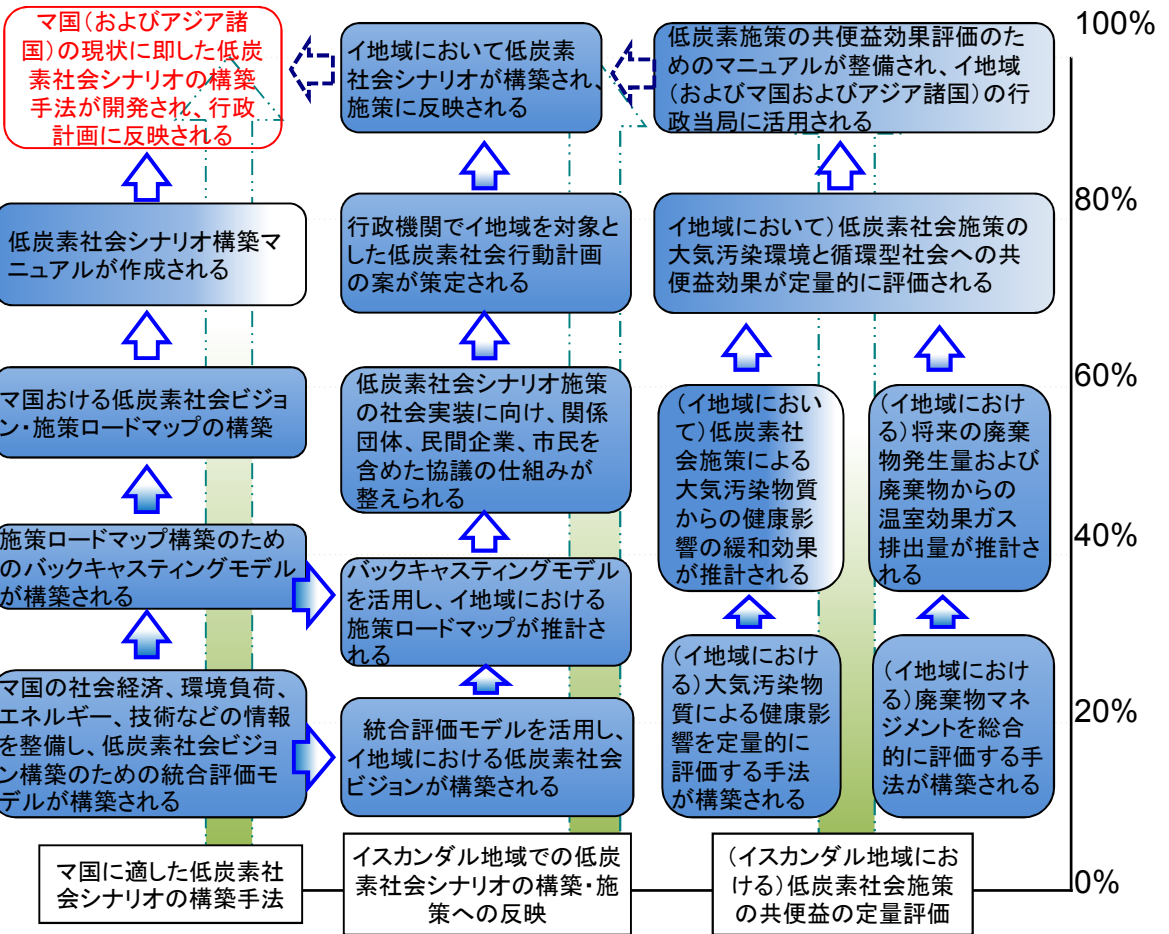 マ国(およびアジア諸
国)の現状に即した低炭
素社会シナリオの構築
手法が開発され、行政
計画に反映される
イ地域において低炭素
社会シナリオが構築され、
施策に反映される
低炭素施策の共便益効果評価のた
めのマニュアルが整備され、イ地域
(およびマ国およびアジア諸国)の行
政当局に活用される
100%
低炭素社会シナリオ構築マ
ニュアルが作成される
行政機関でイ地域を対象と
した低炭素社会行動計画
の案が策定される
イ地域において)低炭素社会施策の
大気汚染環境と循環型社会への共
便益効果が定量的に評価される
80%
マ国おける低炭素社会ビジョ
ン・施策ロードマップの構築
低炭素社会シナリオ施策
の社会実装に向け、関係
団体、民間企業、市民を
含めた協議の仕組みが
整えられる
(イ地域におい
て)低炭素社
会施策による
大気汚染物質
からの健康影
響の緩和効果
が推計される
(イ地域におけ
る)将来の廃棄
物発生量および
廃棄物からの
温室効果ガス
排出量が推計さ
れる
60%
施策ロードマップ構築のため
のバックキャスティングモデル
が構築される
バックキャスティングモデル
を活用し、イ地域における
施策ロードマップが推計さ
れる
40%
マ国の社会経済、環境負荷、
エネルギー、技術などの情報
を整備し、低炭素社会ビジョ
ン構築のための統合評価モ
デルが構築される
統合評価モデルを活用し、
イ地域における低炭素社会
ビジョンが構築される
(イ地域におけ
る)大気汚染物
質による健康影
響を定量的に
評価する手法
が構築される
(イ地域におけ
る)廃棄物マネ
ジメントを総合
的に評価する手
法が構築される
20%
マ国に適した低炭素社
会シナリオの構築手法
イスカンダル地域での低炭
素社会シナリオの構築・施
策への反映
(イスカンダル地域にお
ける)低炭素社会施策
の共便益の定量評価
0%